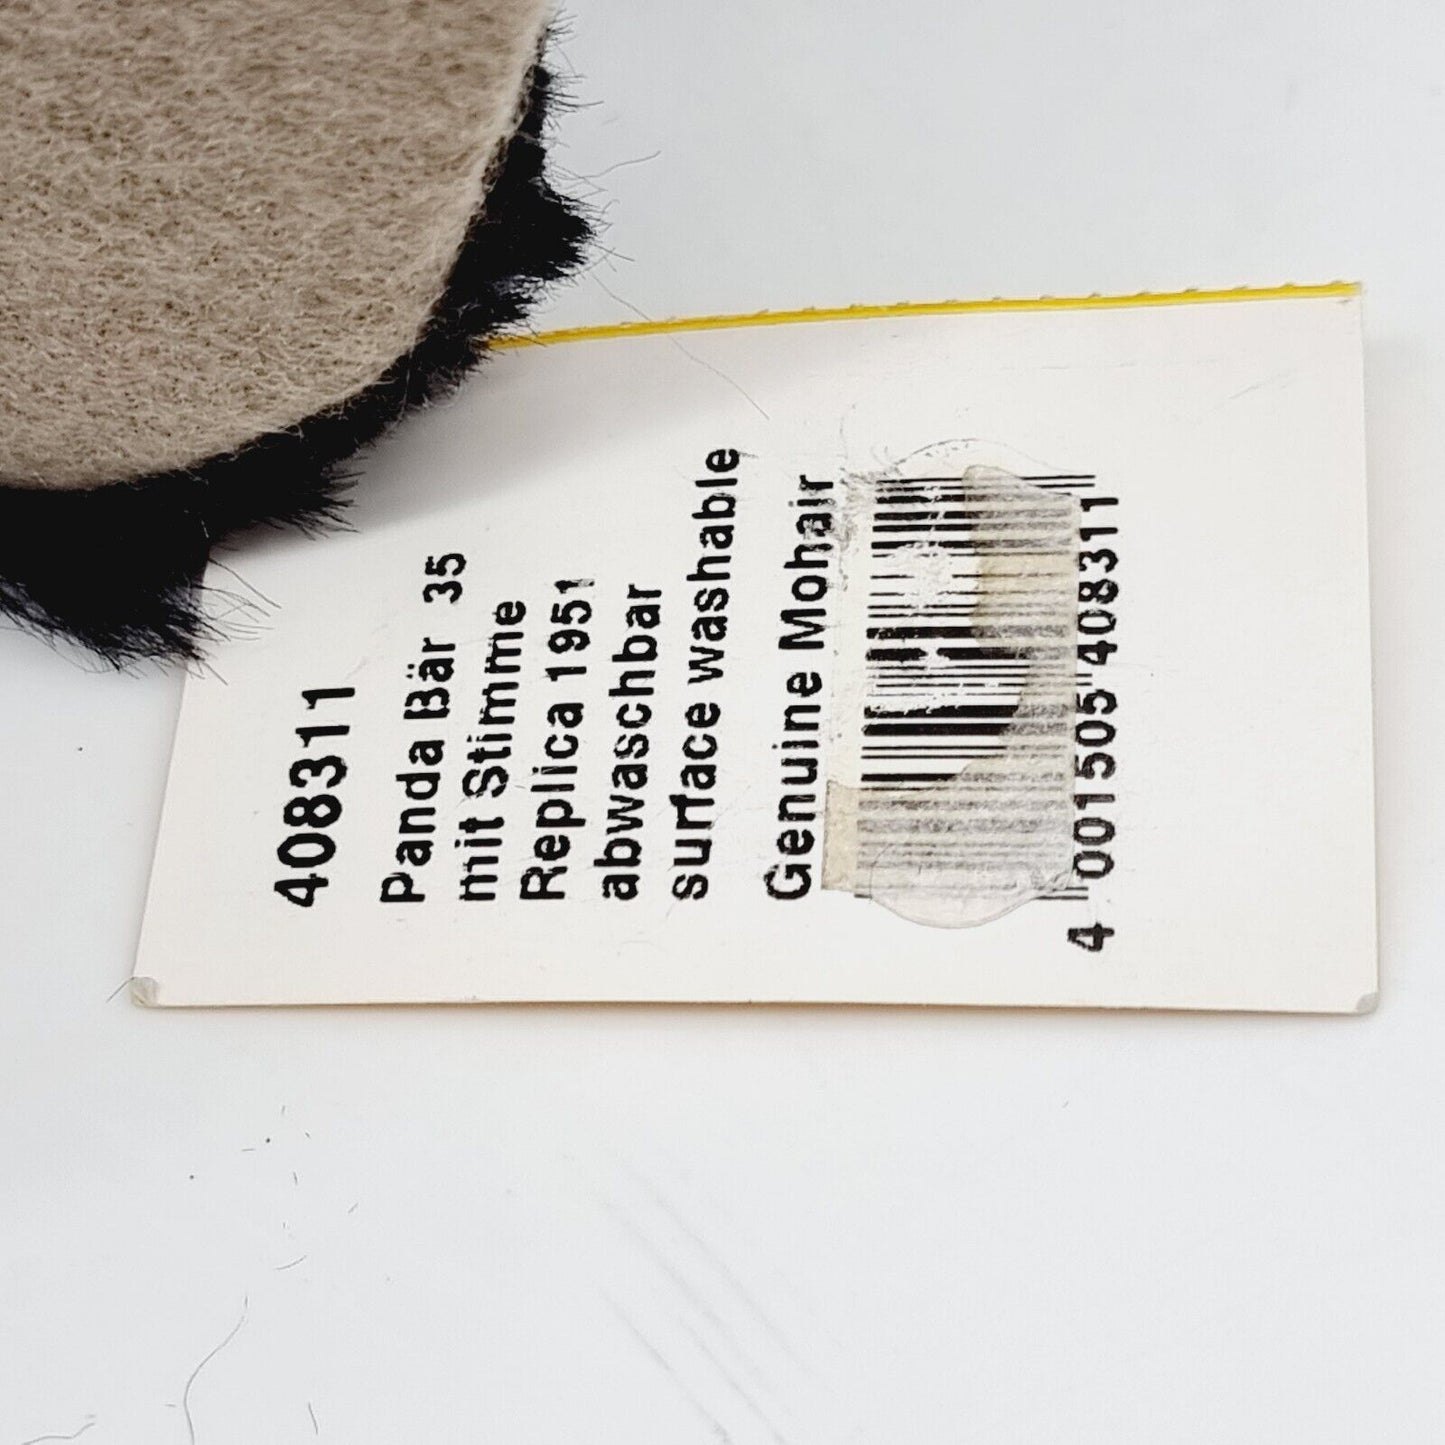 408311
Panda Bär 35
mit Stimme
Replica 1951
abwaschbar
surface washable
Genuine Mohair
4 001505 408311